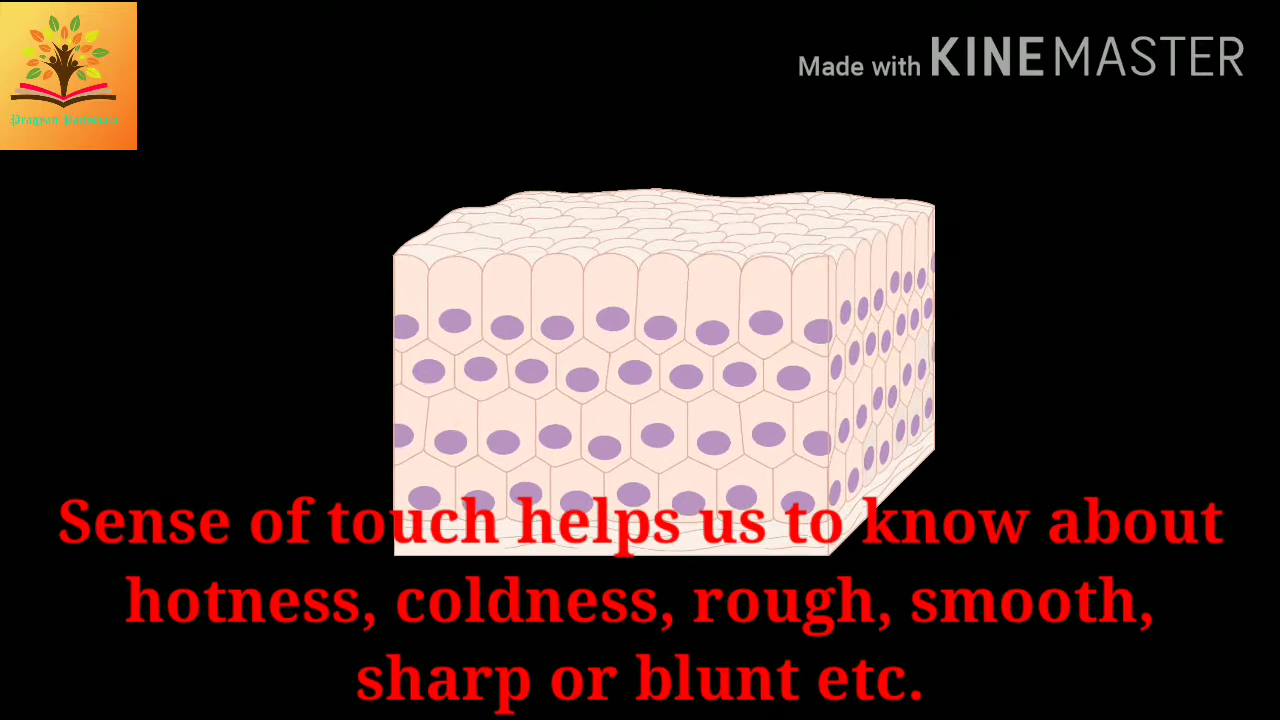 Made with KINEMASTER
Sense of touch helps us to know about
hotness, coldness, rough, smooth,
sharp or blunt etc.